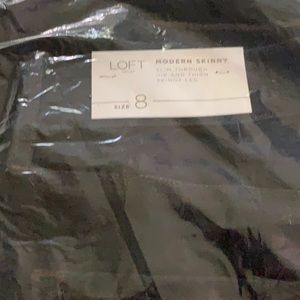 LOFT
MODERN SKINNY
SLIM THROUGH
HIP AND THIGH
SKINNY LEG
SIZE 8